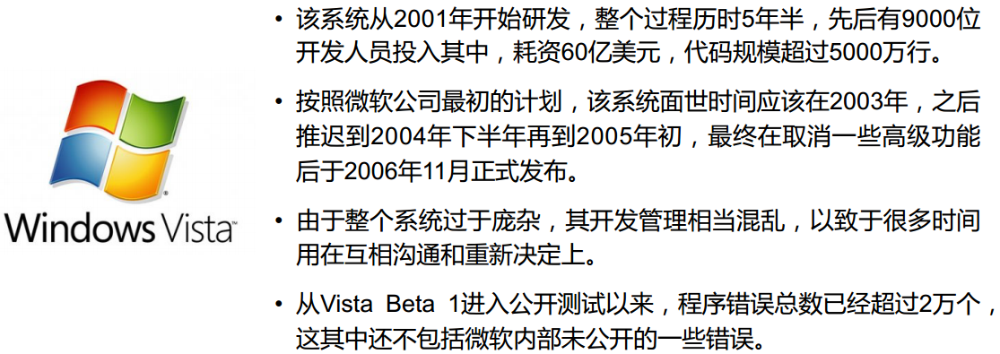 • 该系统从2001年开始研发，整个过程历时5年半，先后有9000位
开发人员投入其中，耗资60亿美元，代码规模超过5000万行。
• 按照微软公司最初的计划，该系统面世时间应该在2003年，之后
推迟到2004年下半年再到2005年初，最终在取消一些高级功能
后于2006年11月正式发布。
• 由于整个系统过于庞杂，其开发管理相当混乱，以致于很多时间
用在互相沟通和重新决定上。
• 从Vista Beta 1进入公开测试以来，程序错误总数已经超过2万个，
这其中还不包括微软内部未公开的一些错误。
®
Windows Vista™